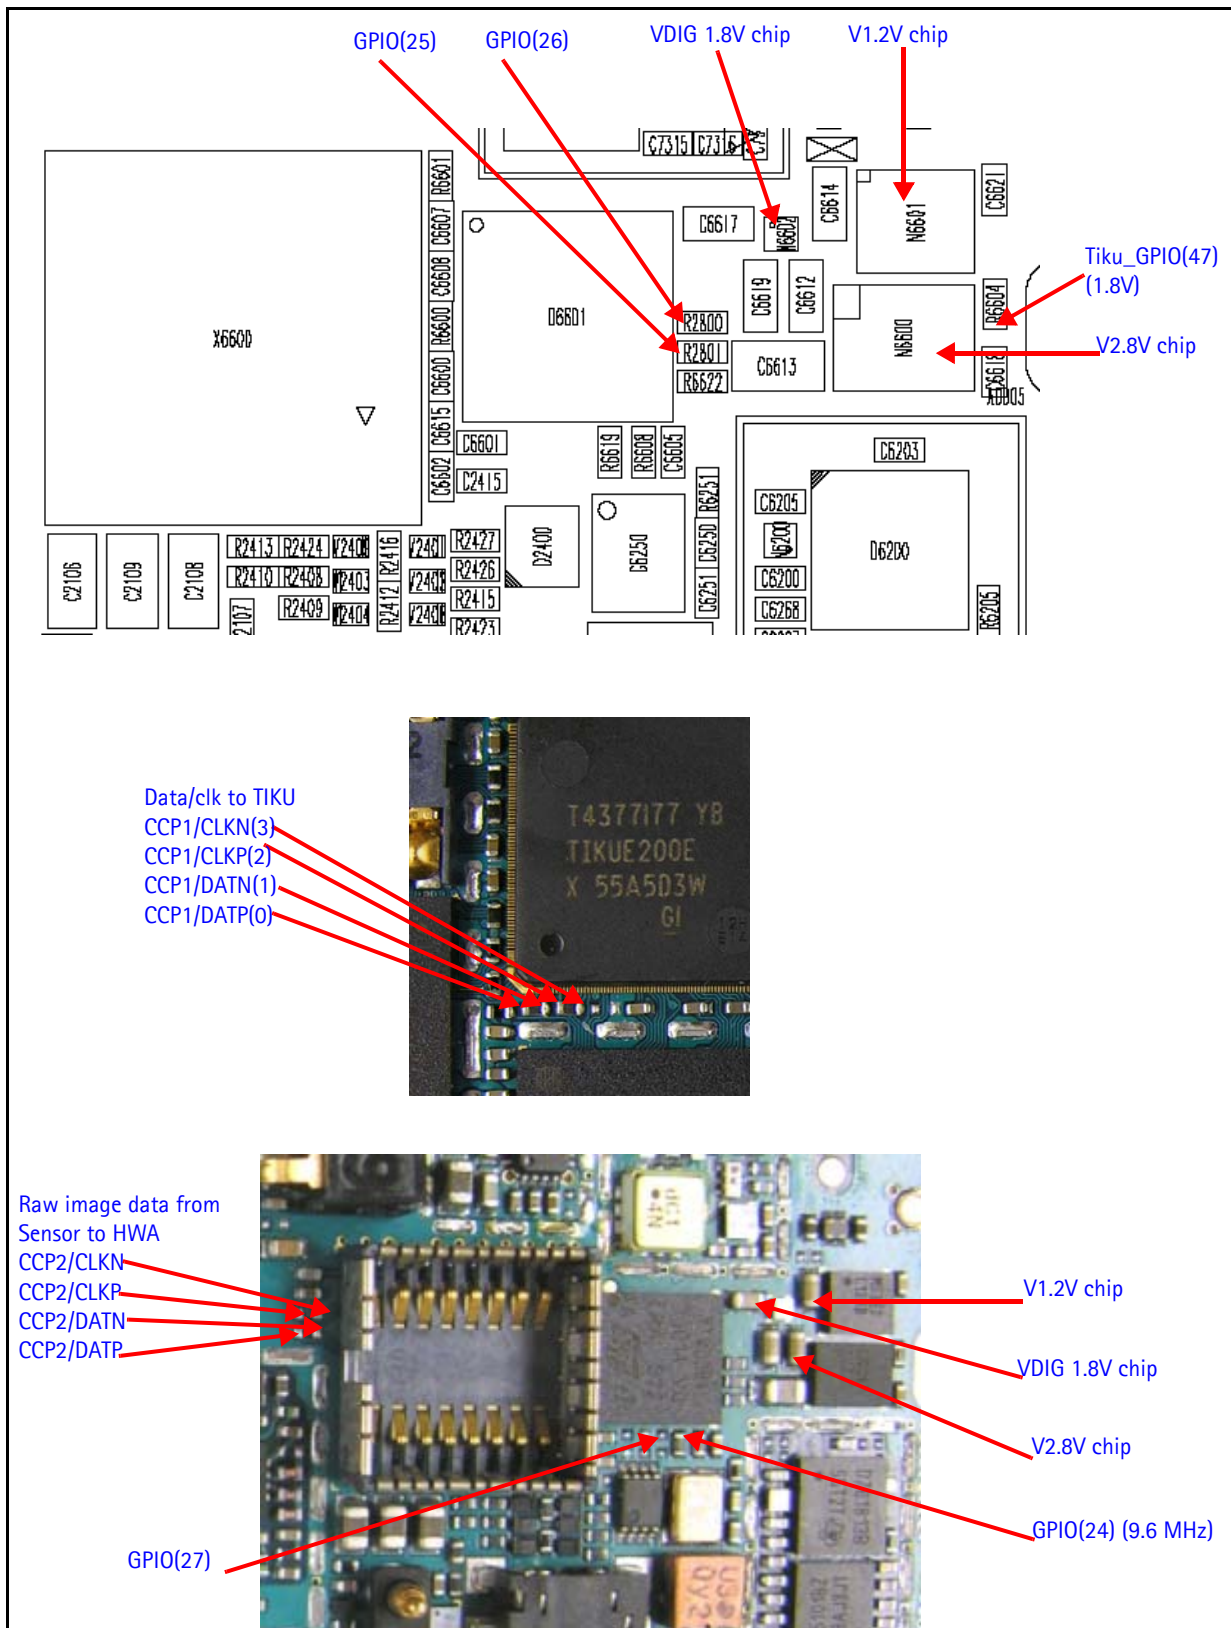 GPIO(25)
GPIO(26)
VDIG 1.8V chip
V1.2V chip
C7315
C7316
R6601
C6607
C6608
R6600
C6600
C6615
C6602
X6600
D6601
C6617
N6602
C6614
N6601
C6621
Tiku_GPIO(47)
(1.8V)
R6604
C6619
C6612
R2800
R2801
R6622
C6613
N6600
V2.8V chip
C6618
C6601
C2415
R6619
R6608
C6605
R6251
C6250
C6251
C6203
C6205
C6200
C6268
D6200
R6205
C2106
C2109
C2108
R2413
R2424
R2416
R2427
R2410
R2408
V2403
R2412
R2426
R2409
V2404
R2415
R2423
D2400
G6250
Data/clk to TIKU
CCP1/CLKN(3)
CCP1/CLKP(2)
CCP1/DATN(1)
CCP1/DATP(0)
T4377177 YB
TIKUE200E
X 55A5D3W
GI
Raw image data from
Sensor to HWA
CCP2/CLKN
CCP2/CLKP
CCP2/DATN
CCP2/DATP
V1.2V chip
VDIG 1.8V chip
V2.8V chip
GPIO(24) (9.6 MHz)
GPIO(27)